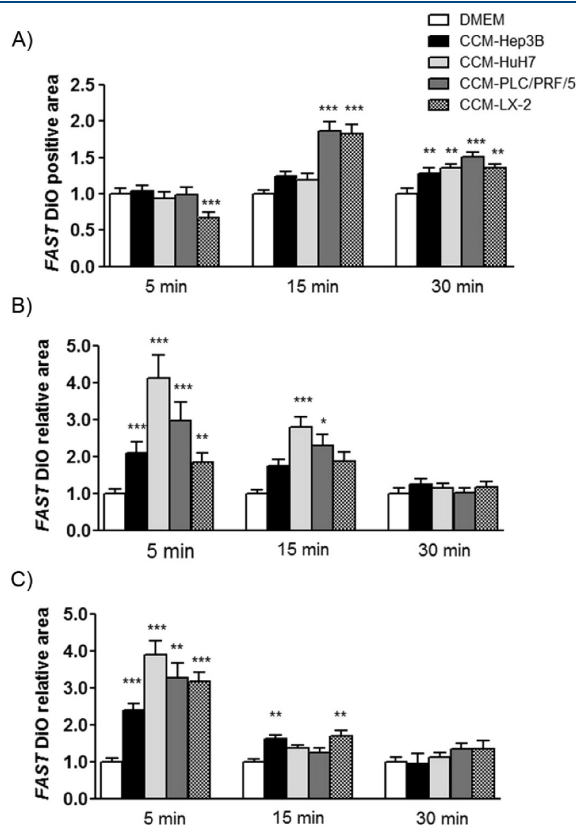 DMEM
CCM-Hep3B
CCM-HuH7
CCM-PLC/PRF/5
CCM-LX-2
A)
FAST DiO positive area
2.5
2.0
1.5
1.0
0.5
0.0
***
*** ***
** ** *** **
5 min 15 min 30 min
B)
FAST DiO relative area
5.0
4.0
3.0
2.0
1.0
0.0
*** *** *** **
*** *
5 min 15 min 30 min
C)
FAST DiO relative area
5.0
4.0
3.0
2.0
1.0
0.0
*** *** ** ***
** **
5 min 15 min 30 min